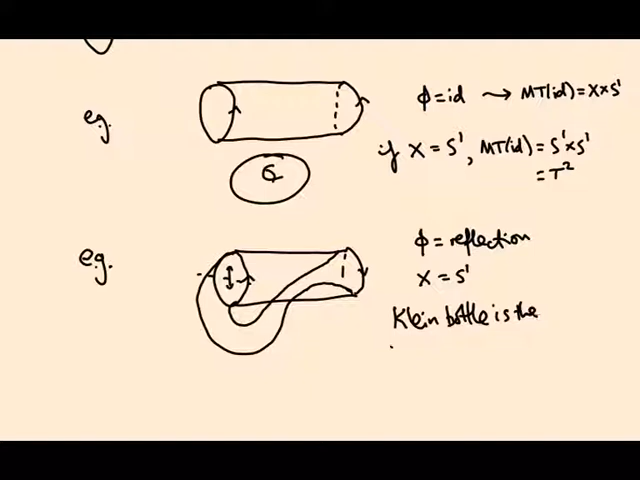 e.g.
ϕ = id ⟶ MT(id) = X × S¹
if X = S¹, MT(id) = S¹ × S¹
= T²
e.g.
ϕ = reflection
X = S¹
Klein bottle is the